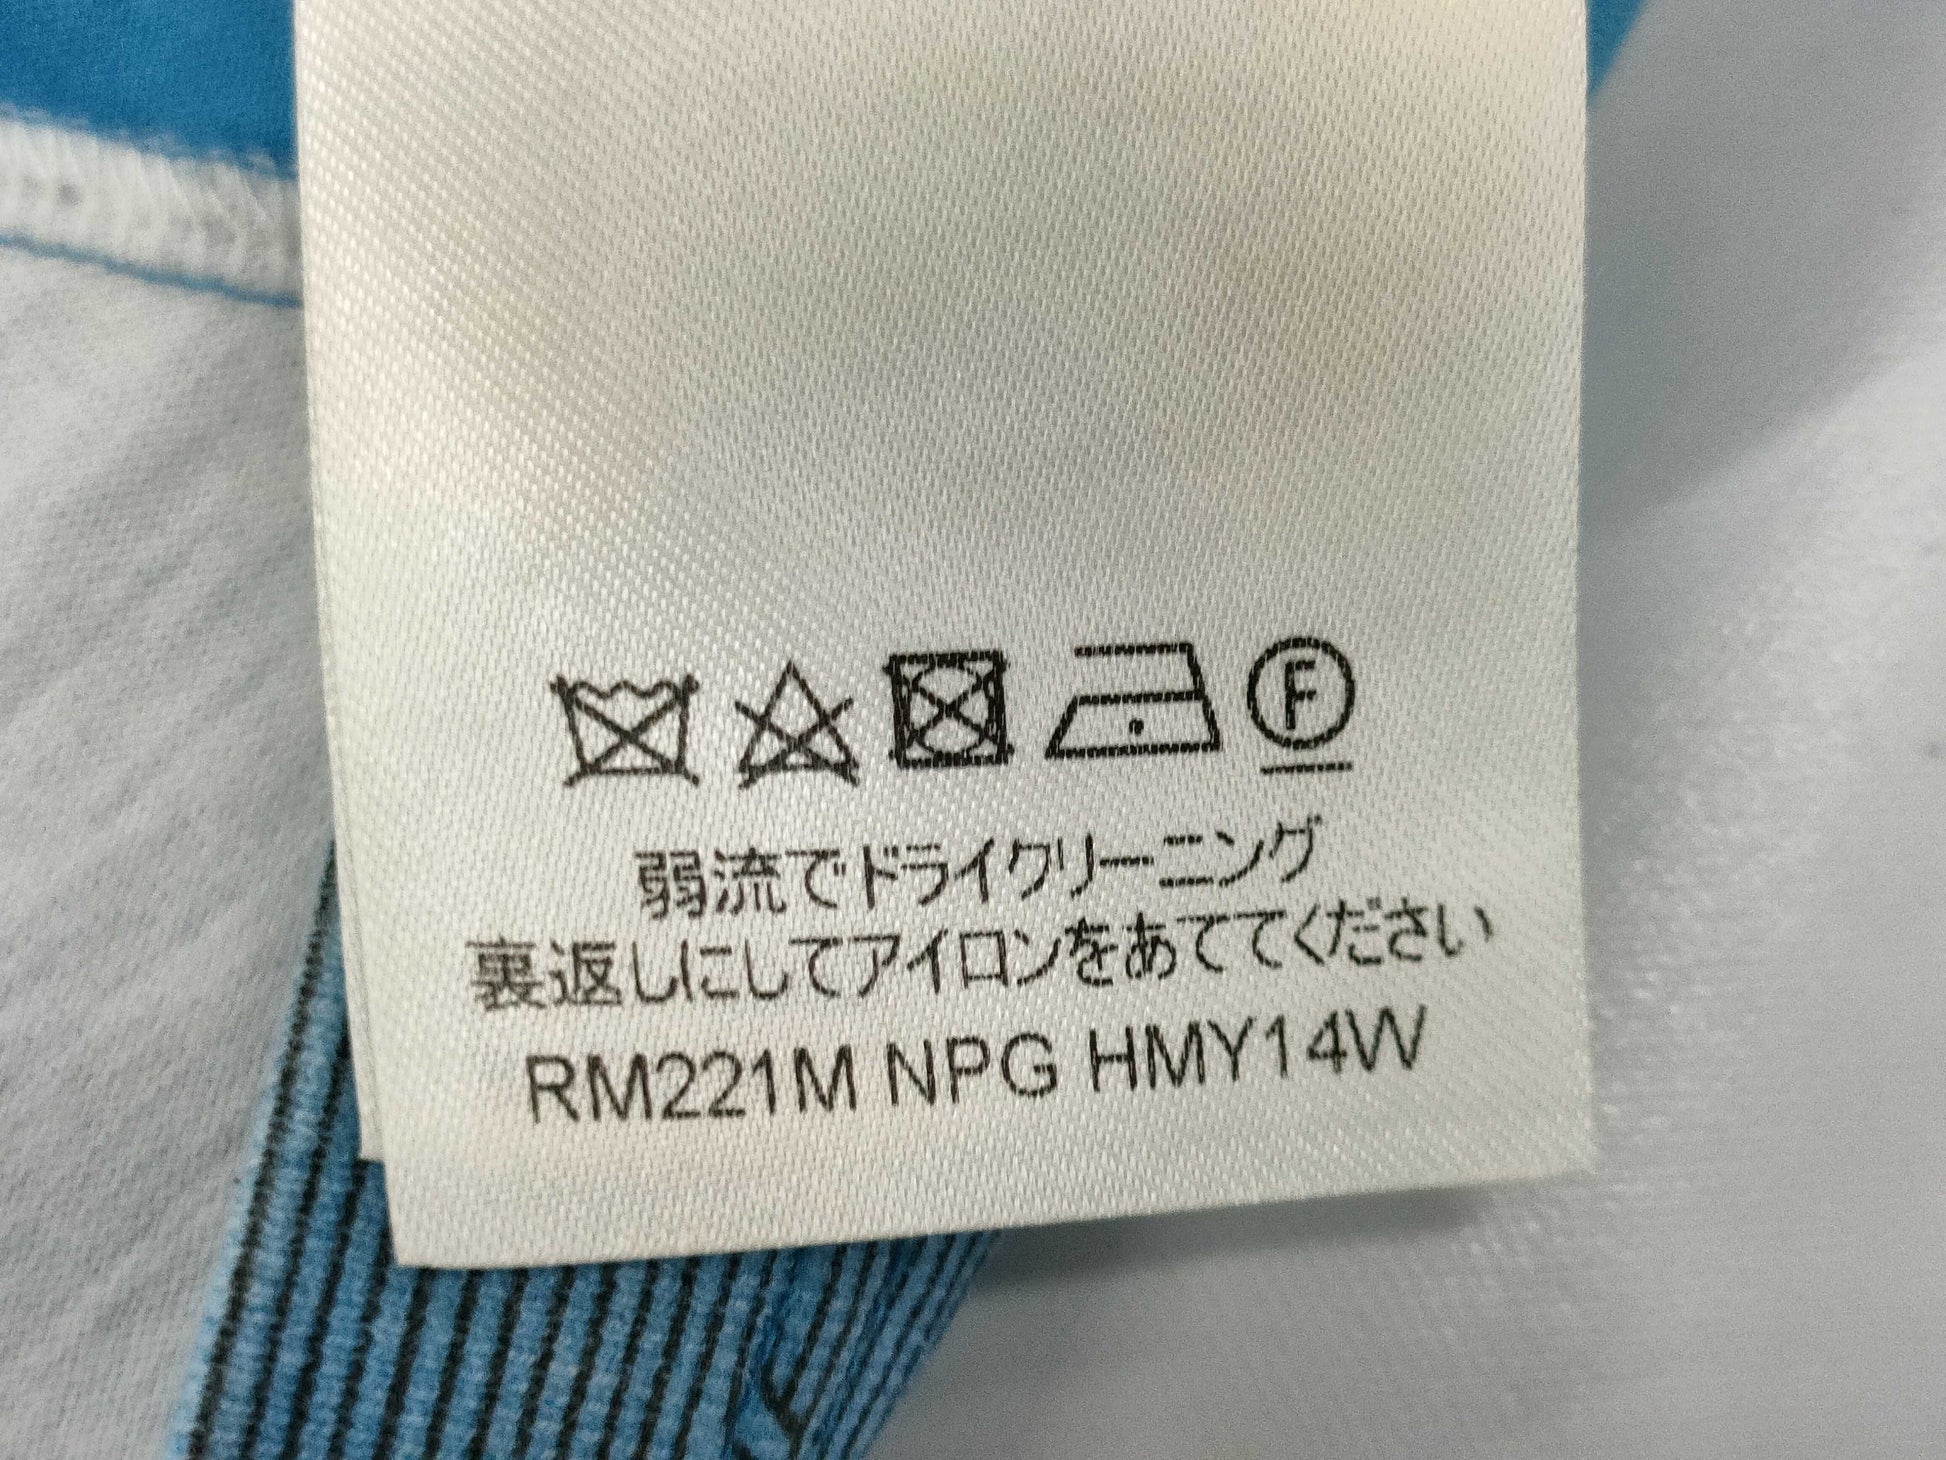 F
弱流でドライクリーニング
裏返しにしてアイロンをあててください
RM221M NPG HMY14W